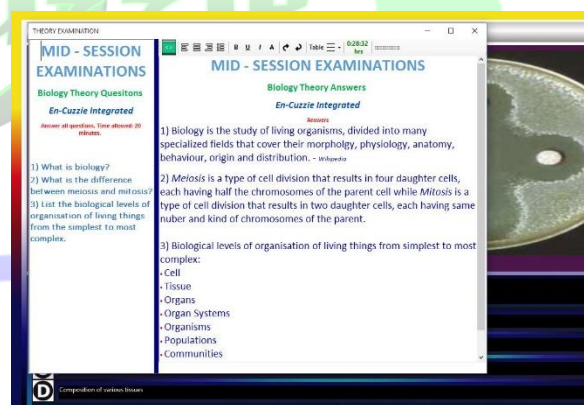 THEORY EXAMINATION
MID - SESSION
EXAMINATIONS
Biology Theory Quesitons
En-Cuzzie Integrated
Answer all questions. Time allowed: 20
minutes.
1) What is biology?
2) What is the difference
between meiosis and mitosis?
3) List the biological levels of
organisation of living things
from the simplest to most
complex.
B U I A Table 0:28:32
hrs
MID - SESSION EXAMINATIONS
Biology Theory Answers
En-Cuzzie Integrated
Answers
1) Biology is the study of living organisms, divided into many
specialized fields that cover their morpholgy, physiology, anatomy,
behaviour, origin and distribution. - Wikipedia
2) Meiosis is a type of cell division that results in four daughter cells,
each having half the chromosomes of the parent cell while Mitosis is a
type of cell division that results in two daughter cells, each having same
nuber and kind of chromosomes of the parent.
3) Biological levels of organisation of living things from simplest to most
complex:
• Cell
• Tissue
• Organs
• Organ Systems
• Organisms
• Populations
• Communities
D Composition of various tissues